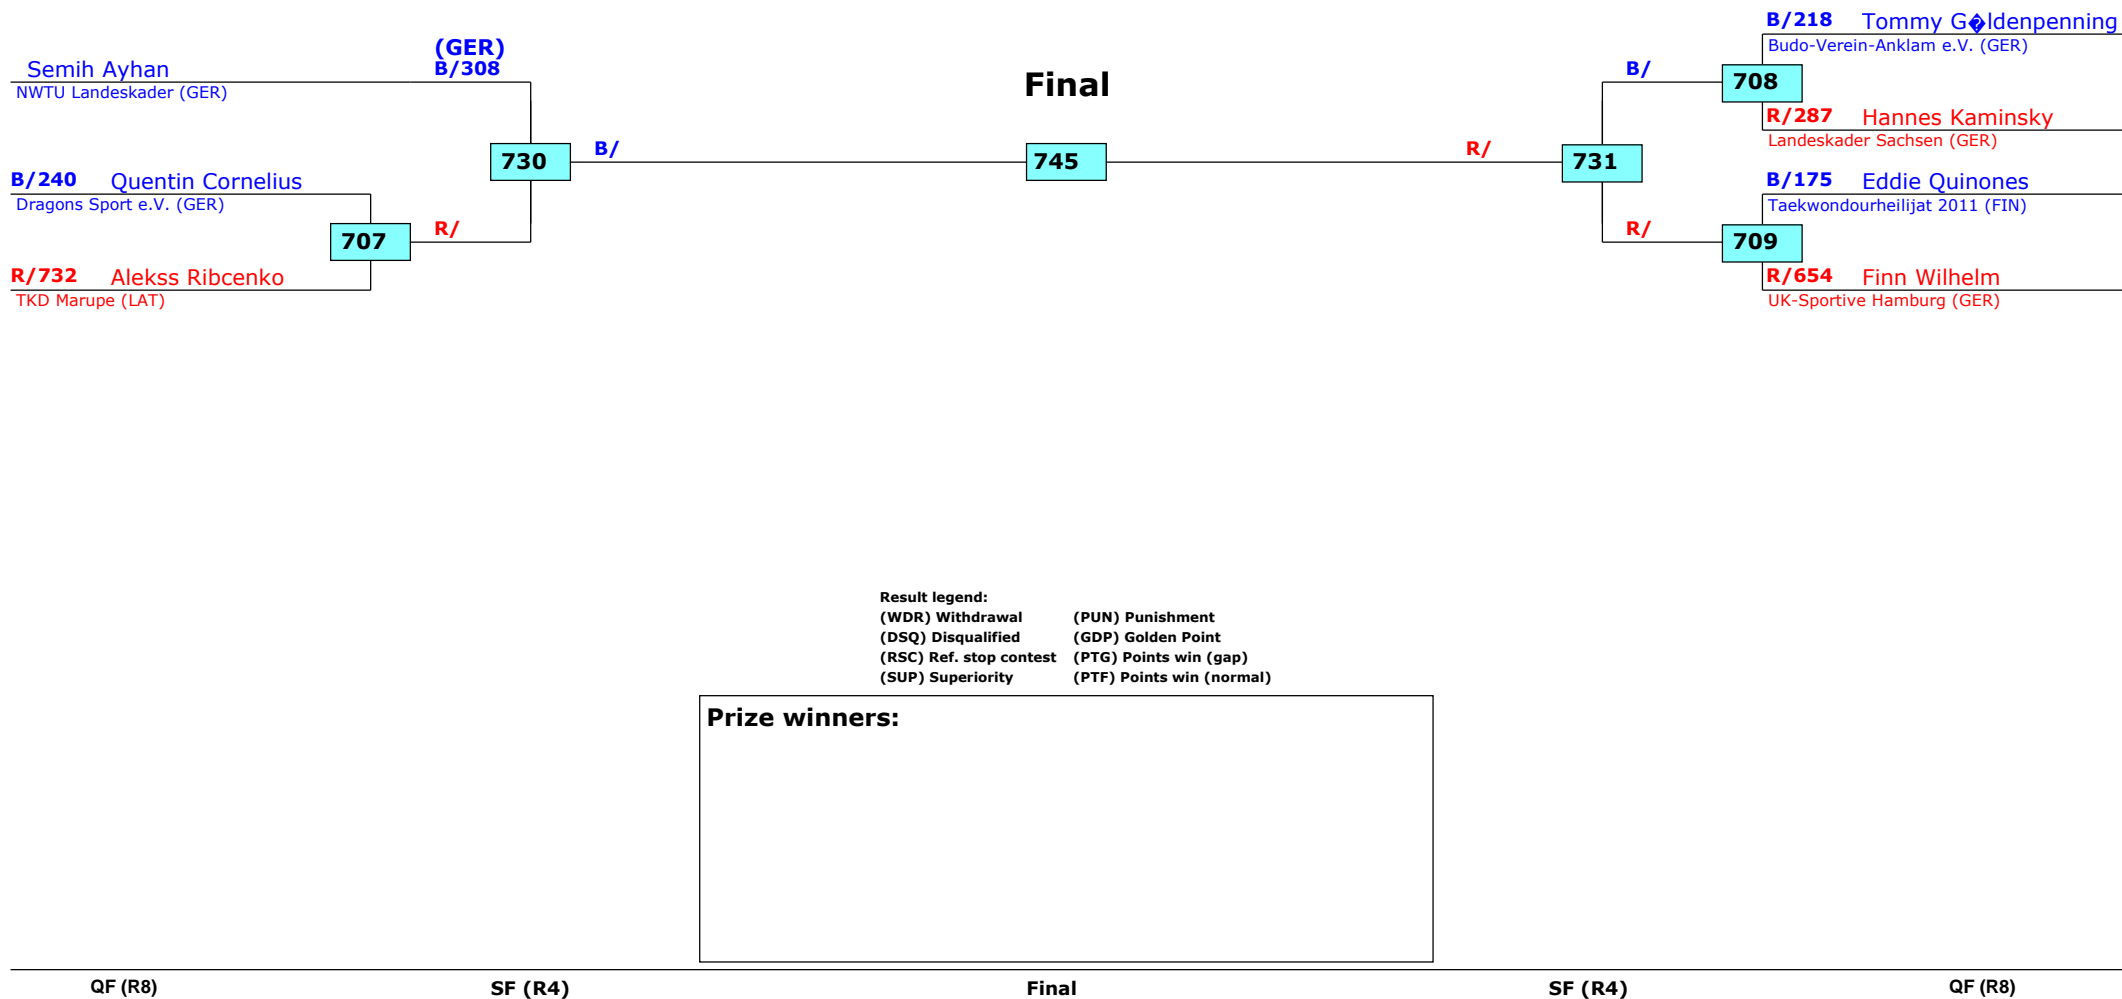 (GER)
Semih Ayhan B/308
NWTU Landeskader (GER)
B/240 Quentin Cornelius
Dragons Sport e.V. (GER)
R/732 Alekss Ribcenko
TKD Marupe (LAT)
707
R/
730
B/
Final
745
R/
731
B/
R/
B/218 Tommy G�ldenpenning
Budo-Verein-Anklam e.V. (GER)
708
R/287 Hannes Kaminsky
Landeskader Sachsen (GER)
B/175 Eddie Quinones
Taekwondourheilijat 2011 (FIN)
709
R/654 Finn Wilhelm
UK-Sportive Hamburg (GER)
Result legend:
(WDR) Withdrawal (PUN) Punishment
(DSQ) Disqualified (GDP) Golden Point
(RSC) Ref. stop contest (PTG) Points win (gap)
(SUP) Superiority (PTF) Points win (normal)
Prize winners:
QF (R8) SF (R4) Final SF (R4) QF (R8)